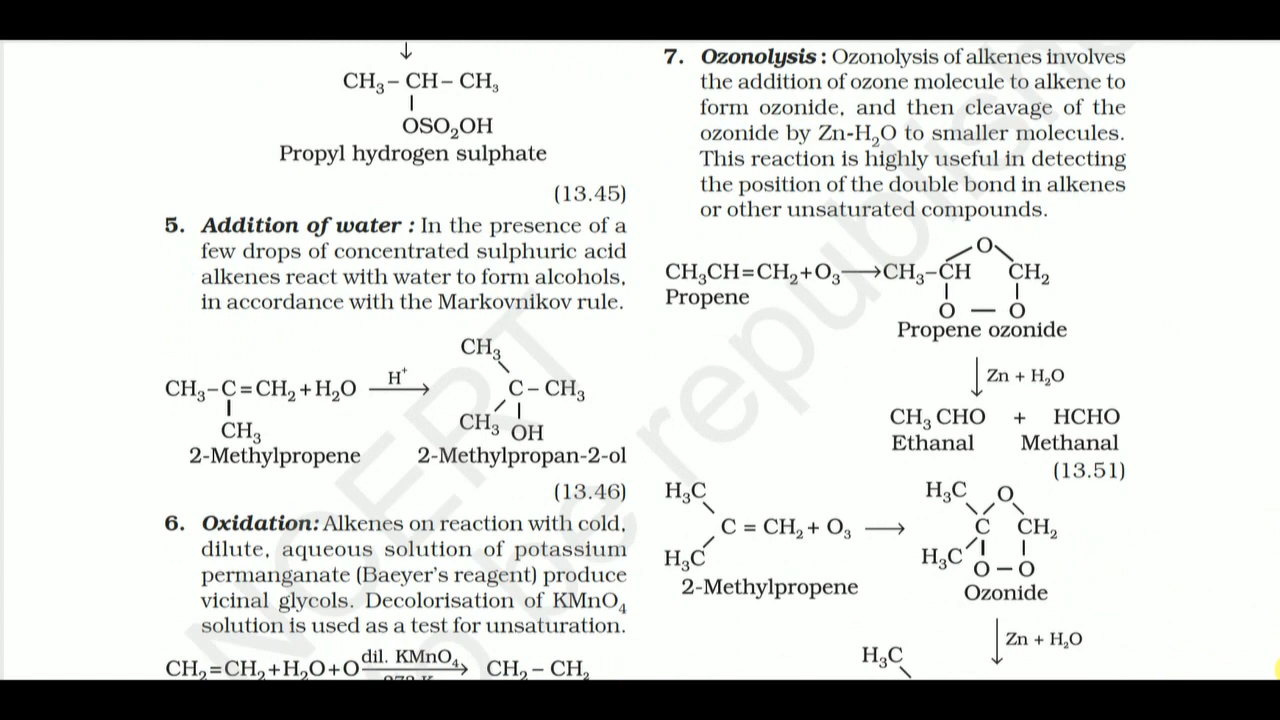 ↓
CH₃ – CH – CH₃
|
OSO₂OH
Propyl hydrogen sulphate
(13.45)
5. Addition of water : In the presence of a
few drops of concentrated sulphuric acid
alkenes react with water to form alcohols,
in accordance with the Markovnikov rule.
CH₃
CH₃–C=CH₂+H₂O —H⁺→ C – CH₃
CH₃ CH₃ OH
2-Methylpropene 2-Methylpropan-2-ol
(13.46)
6. Oxidation: Alkenes on reaction with cold,
dilute, aqueous solution of potassium
permanganate (Baeyer's reagent) produce
vicinal glycols. Decolorisation of KMnO₄
solution is used as a test for unsaturation.
dil. KMnO₄
CH₂=CH₂+H₂O+O → CH₂ – CH₂
7. Ozonolysis : Ozonolysis of alkenes involves
the addition of ozone molecule to alkene to
form ozonide, and then cleavage of the
ozonide by Zn-H₂O to smaller molecules.
This reaction is highly useful in detecting
the position of the double bond in alkenes
or other unsaturated compounds.
O
CH₃CH=CH₂+O₃→CH₃–CH CH₂
Propene
O — O
Propene ozonide
↓ Zn + H₂O
CH₃ CHO + HCHO
Ethanal Methanal
(13.51)
H₃C H₃C O
C = CH₂ + O₃ → C CH₂
H₃C H₃C O – O
2-Methylpropene Ozonide
↓ Zn + H₂O
H₃C
NCERT
be republish